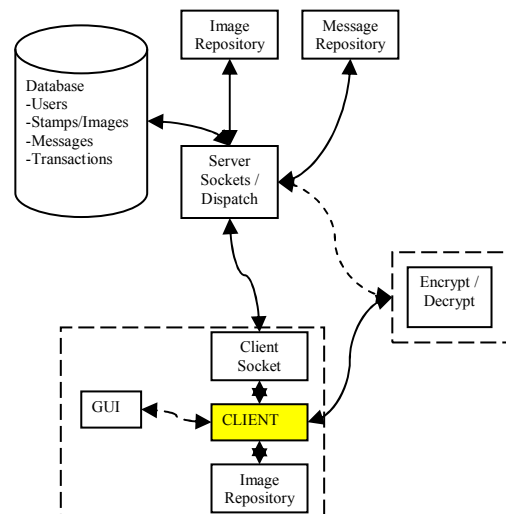 Image
Repository
Message
Repository
Database
-Users
-Stamps/Images
-Messages
-Transactions
Server
Sockets /
Dispatch
Encrypt /
Decrypt
Client
Socket
GUI
CLIENT
Image
Repository